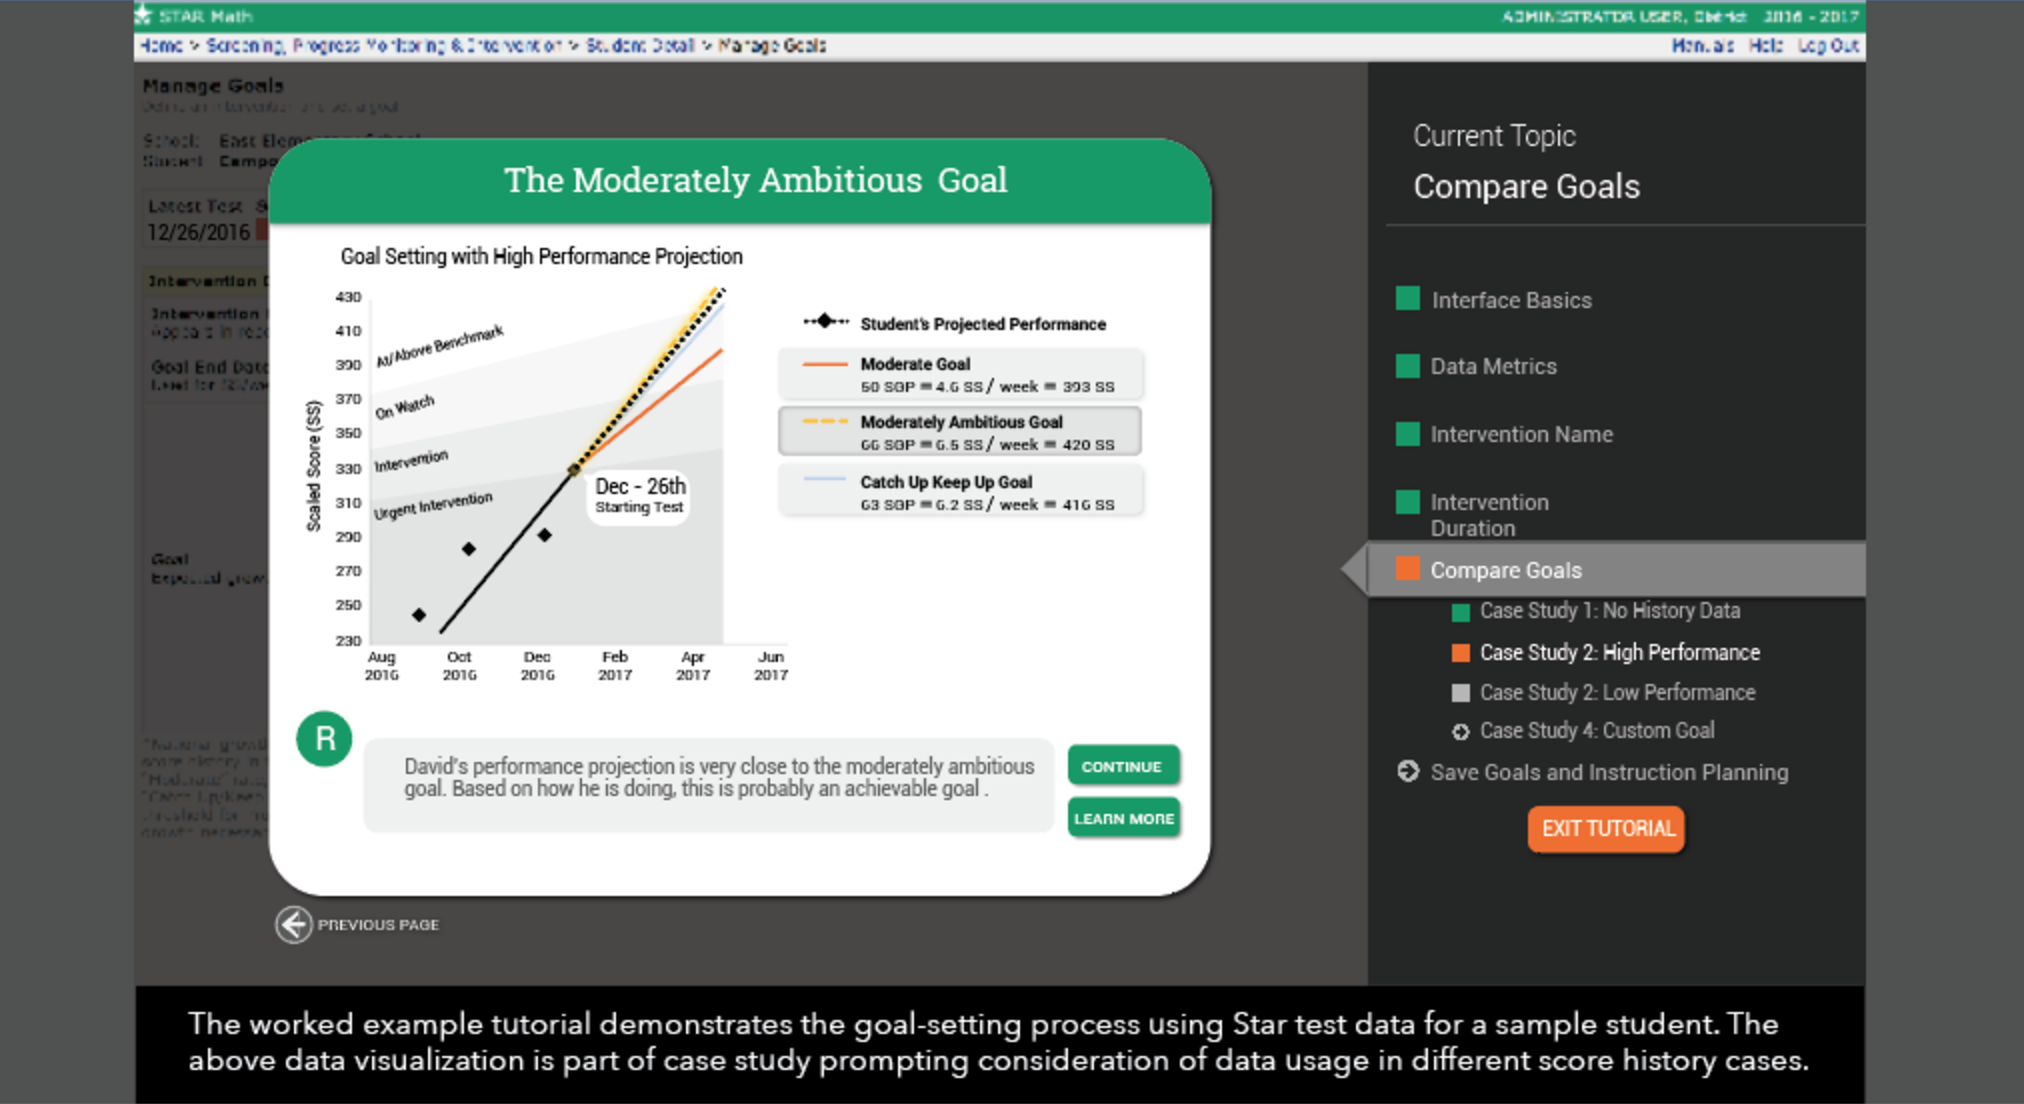 STAR Math
ADMINISTRATOR USER, District 2016 - 2017
Home > Screening, Progress Monitoring & Intervention > Student Detail > Manage Goals
Manuals Help Log Out
Manage Goals
Define an intervention and set a goal
School: East Elementary School
Student: Campo
Latest Test
12/26/2016
Intervention
Intervention
Appears in
Goal End Date
Goal
Expected
The Moderately Ambitious Goal
Goal Setting with High Performance Projection
Scaled Score (SS)
430
410
390
370
350
330
310
290
270
250
230
At/Above Benchmark
On Watch
Intervention
Urgent Intervention
Dec - 26th
Starting Test
Aug Oct Dec Feb Apr Jun
2016 2016 2016 2017 2017 2017
Student's Projected Performance
Moderate Goal
50 SGP = 4.6 SS / week = 393 SS
Moderately Ambitious Goal
66 SGP = 6.5 SS / week = 420 SS
Catch Up Keep Up Goal
63 SGP = 6.2 SS / week = 416 SS
R
David's performance projection is very close to the moderately ambitious
goal. Based on how he is doing, this is probably an achievable goal .
CONTINUE
LEARN MORE
PREVIOUS PAGE
Current Topic
Compare Goals
Interface Basics
Data Metrics
Intervention Name
Intervention
Duration
Compare Goals
Case Study 1: No History Data
Case Study 2: High Performance
Case Study 2: Low Performance
Case Study 4: Custom Goal
Save Goals and Instruction Planning
EXIT TUTORIAL
The worked example tutorial demonstrates the goal-setting process using Star test data for a sample student. The
above data visualization is part of case study prompting consideration of data usage in different score history cases.